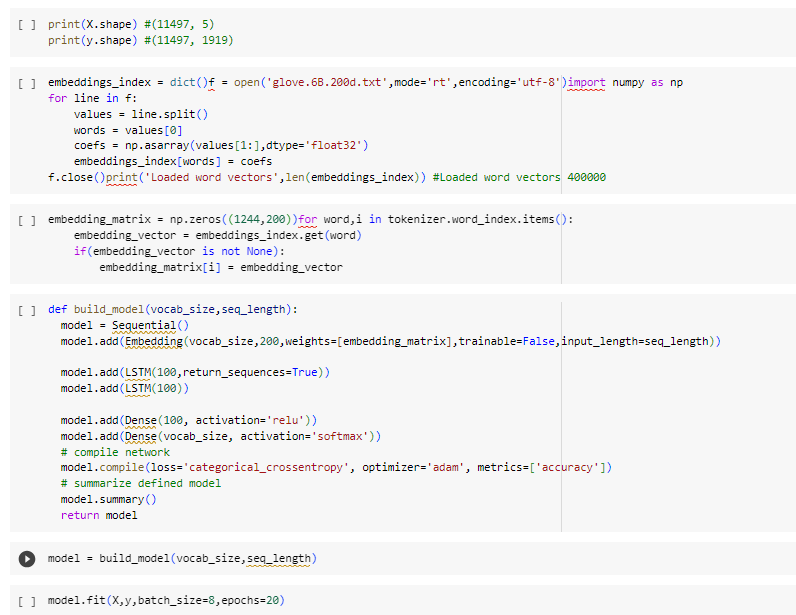 [ ] print(X.shape) #(11497, 5)
print(y.shape) #(11497, 1919)
[ ] embeddings_index = dict()f = open('glove.6B.200d.txt',mode='rt',encoding='utf-8')import numpy as np
for line in f:
    values = line.split()
    words = values[0]
    coefs = np.asarray(values[1:],dtype='float32')
    embeddings_index[words] = coefs
f.close()print('Loaded word vectors',len(embeddings_index)) #Loaded word vectors 400000
[ ] embedding_matrix = np.zeros((1244,200))for word,i in tokenizer.word_index.items():
    embedding_vector = embeddings_index.get(word)
    if(embedding_vector is not None):
        embedding_matrix[i] = embedding_vector
[ ] def build_model(vocab_size,seq_length):
  model = Sequential()
  model.add(Embedding(vocab_size,200,weights=[embedding_matrix],trainable=False,input_length=seq_length))
  model.add(LSTM(100,return_sequences=True))
  model.add(LSTM(100))
  model.add(Dense(100, activation='relu'))
  model.add(Dense(vocab_size, activation='softmax'))
  # compile network
  model.compile(loss='categorical_crossentropy', optimizer='adam', metrics=['accuracy'])
  # summarize defined model
  model.summary()
  return model
model = build_model(vocab_size,seq_length)
[ ] model.fit(X,y,batch_size=8,epochs=20)